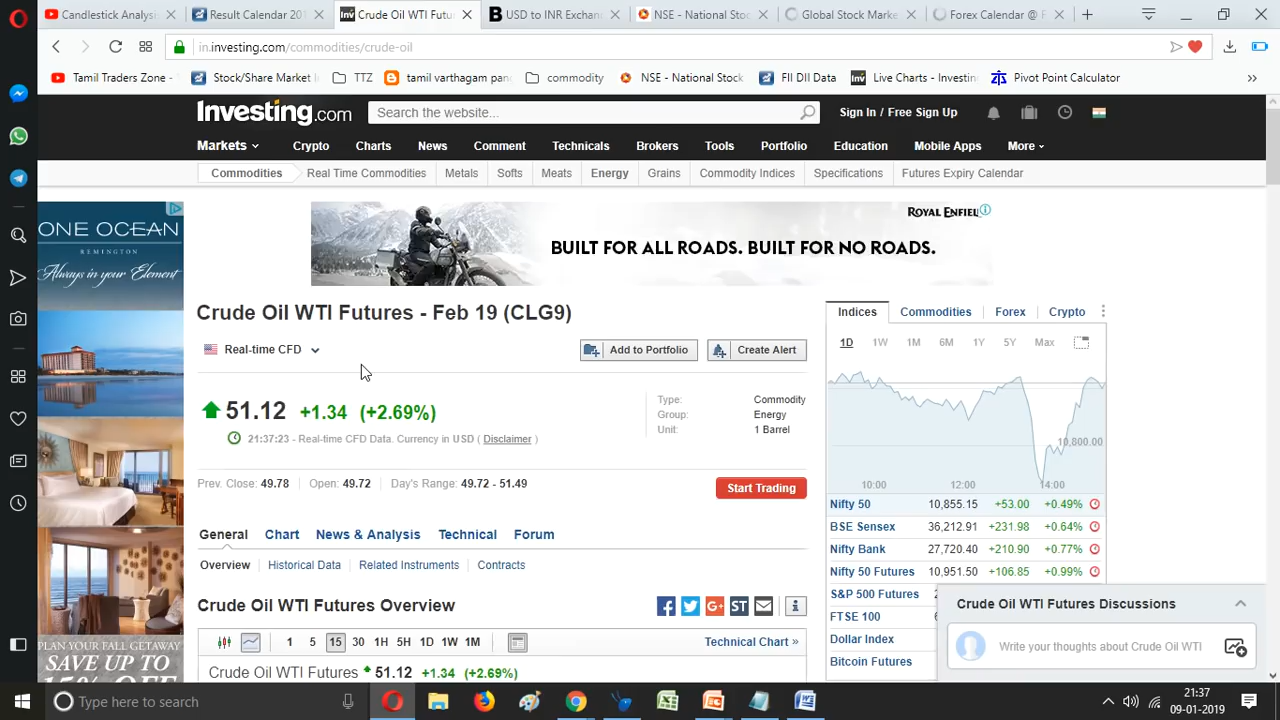 Candlestick Analysis
Result Calendar 201
Crude Oil WTI Futu
USD to INR Exchan
NSE - National Stoc
Global Stock Marke
Forex Calendar @ F
in.investing.com/commodities/crude-oil
Tamil Traders Zone -
Stock/Share Market
TTZ
tamil varthagam pan
commodity
NSE - National Stock
FII DII Data
Live Charts - Investin
Pivot Point Calculator
Investing.com
Search the website...
Sign In / Free Sign Up
Markets
Crypto
Charts
News
Comment
Technicals
Brokers
Tools
Portfolio
Education
Mobile Apps
More
Commodities
Real Time Commodities
Metals
Softs
Meats
Energy
Grains
Commodity Indices
Specifications
Futures Expiry Calendar
ONE OCEAN
REMINGTON
Always in your Element
ROYAL ENFIEL
BUILT FOR ALL ROADS. BUILT FOR NO ROADS.
Crude Oil WTI Futures - Feb 19 (CLG9)
Real-time CFD
Add to Portfolio
Create Alert
51.12 +1.34 (+2.69%)
21:37:23 - Real-time CFD Data. Currency in USD ( Disclaimer )
Type: Commodity
Group: Energy
Unit: 1 Barrel
Prev. Close: 49.78 Open: 49.72 Day's Range: 49.72 - 51.49
Start Trading
General
Chart
News & Analysis
Technical
Forum
Overview
Historical Data
Related Instruments
Contracts
Crude Oil WTI Futures Overview
1 5 15 30 1H 5H 1D 1W 1M
Technical Chart »
Crude Oil WTI Futures 51.12 +1.34 (+2.69%)
Indices
Commodities
Forex
Crypto
1D 1W 1M 6M 1Y 5Y Max
10,800.00
10:00 12:00 14:00
Nifty 50 10,855.15 +53.00 +0.49%
BSE Sensex 36,212.91 +231.98 +0.64%
Nifty Bank 27,720.40 +210.90 +0.77%
Nifty 50 Futures 10,951.50 +106.85 +0.99%
S&P 500 Futures
FTSE 100
Dollar Index
Bitcoin Futures
Crude Oil WTI Futures Discussions
Write your thoughts about Crude Oil WTI
PLAN YOUR FALL GETAWAY
SAVE UP TO
15% OFF
Type here to search
21:37
09-01-2019